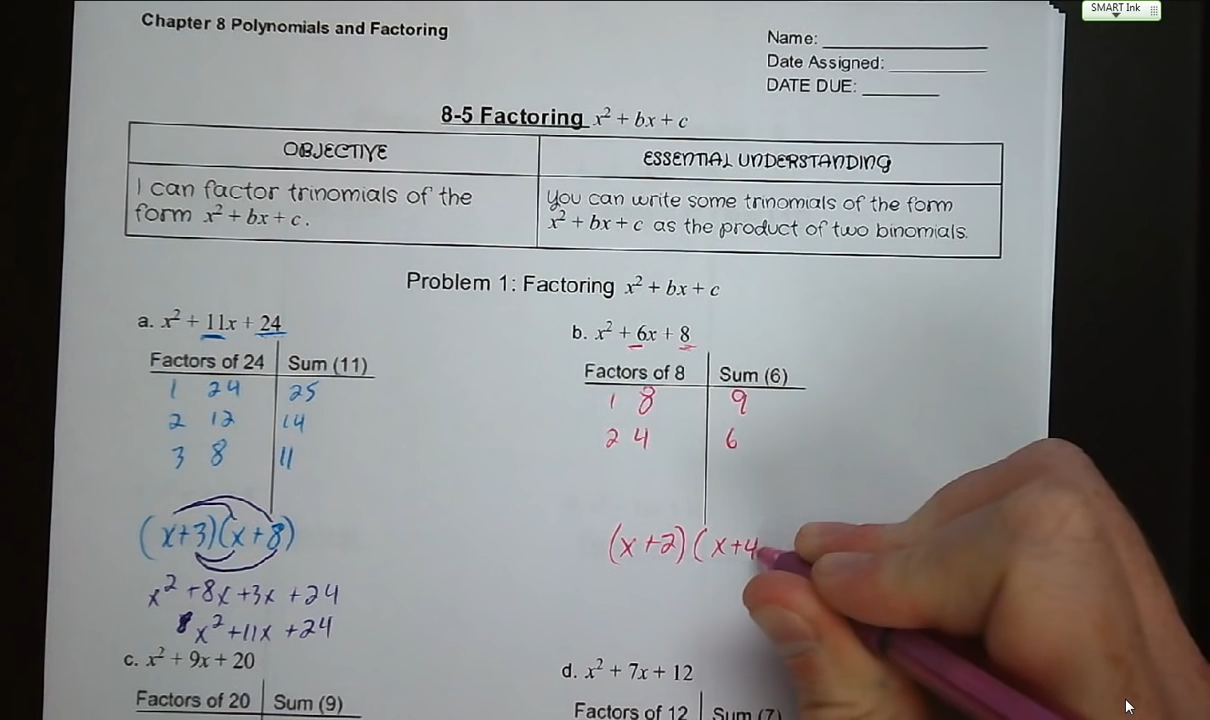 SMART Ink
Chapter 8 Polynomials and Factoring
Name: ____________
Date Assigned: ________
DATE DUE: ______
8-5 Factoring x² + bx + c
OBJECTIVE
ESSENTIAL UNDERSTANDING
I can factor trinomials of the
form x² + bx + c.
You can write some trinomials of the form
x² + bx + c as the product of two binomials.
Problem 1: Factoring x² + bx + c
a. x² + 11x + 24
Factors of 24 Sum (11)
1 24 25
2 12 14
3 8 11
(x+3)(x+8)
x² +8x +3x +24
x² +11x +24
b. x² + 6x + 8
Factors of 8 Sum (6)
1 8 9
2 4 6
(x+2)(x+4
c. x² + 9x + 20
Factors of 20 Sum (9)
d. x² + 7x + 12
Factors of 12 Sum (7)